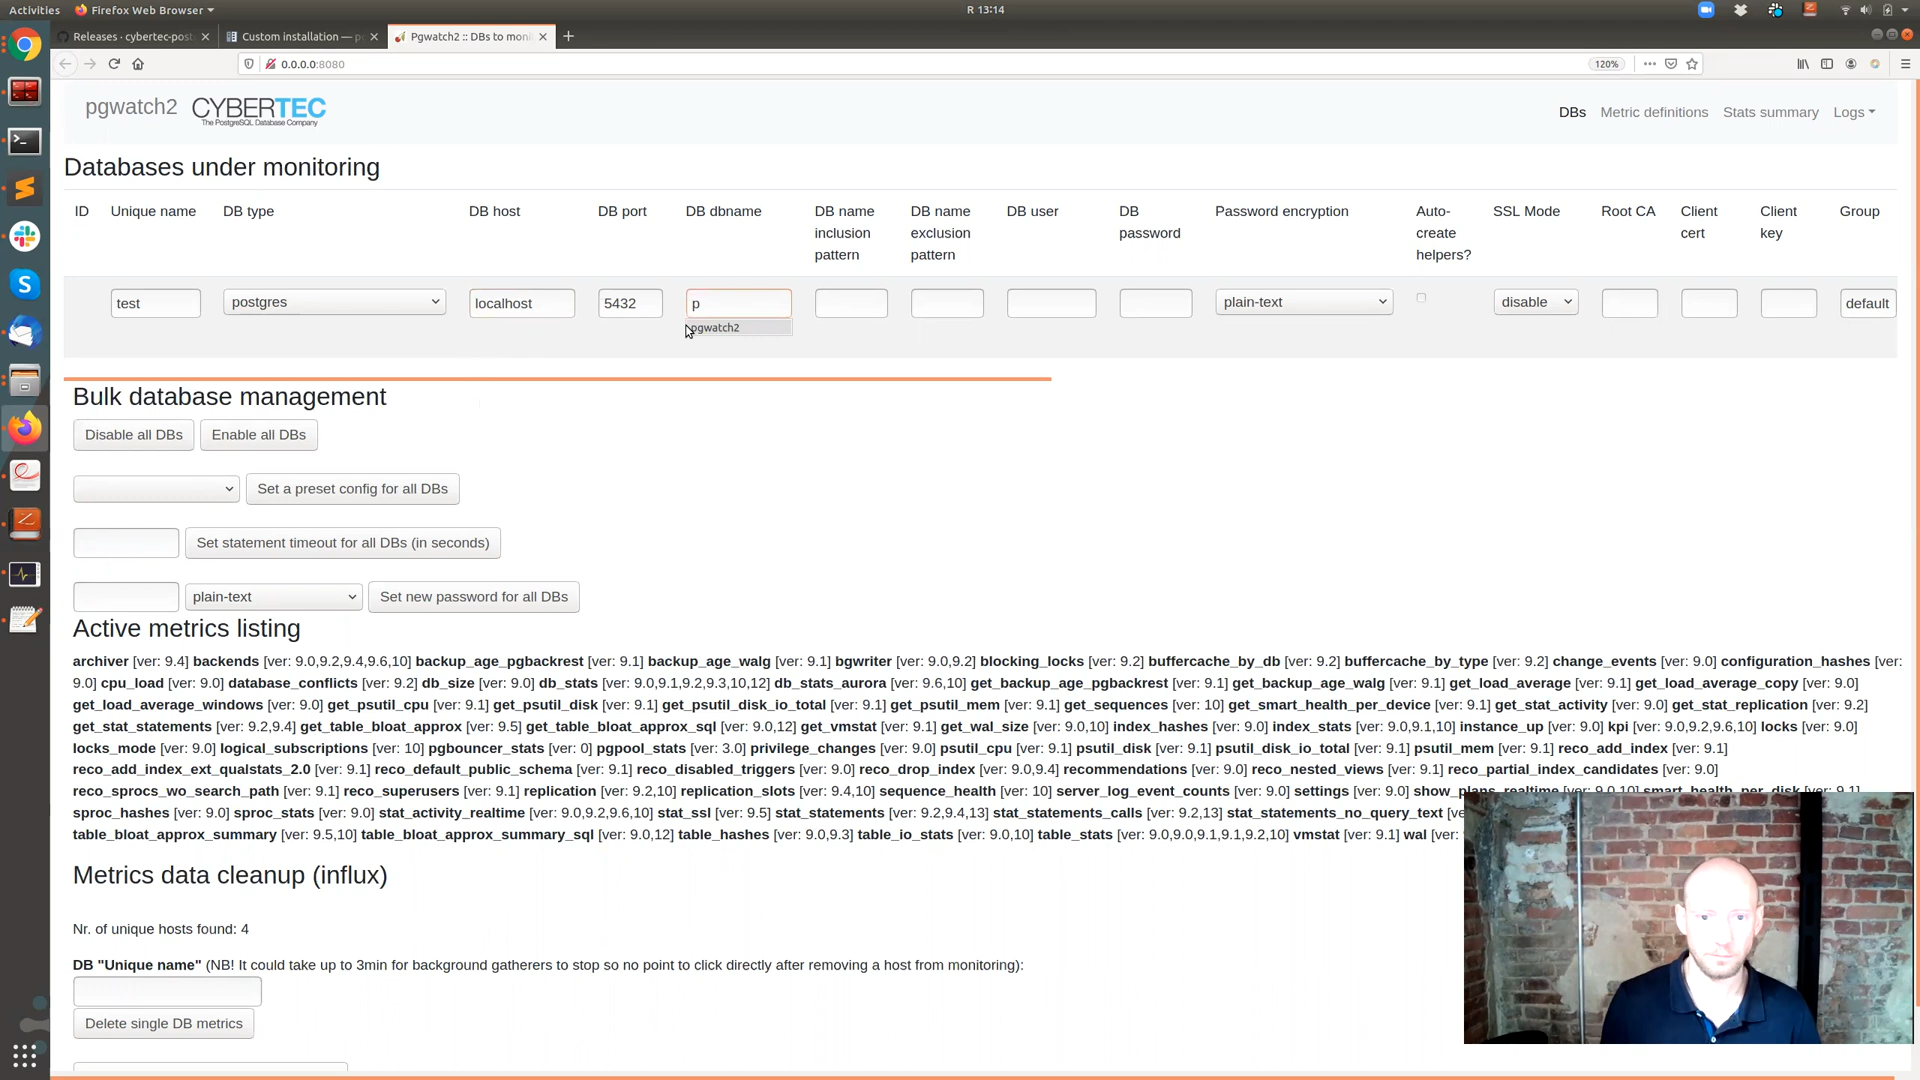 Activities Firefox Web Browser R 13:14
Releases · cybertec-post Custom installation — p Pgwatch2 :: DBs to moni
0.0.0.0:8080 120%
pgwatch2 CYBERTEC The PostgreSQL Database Company DBs Metric definitions Stats summary Logs
Databases under monitoring
ID Unique name DB type DB host DB port DB dbname DB name inclusion pattern DB name exclusion pattern DB user DB password Password encryption Auto-create helpers? SSL Mode Root CA Client cert Client key Group
test postgres localhost 5432 p plain-text disable default
pgwatch2
Bulk database management
Disable all DBs Enable all DBs
Set a preset config for all DBs
Set statement timeout for all DBs (in seconds)
plain-text Set new password for all DBs
Active metrics listing
archiver [ver: 9.4] backends [ver: 9.0,9.2,9.4,9.6,10] backup_age_pgbackrest [ver: 9.1] backup_age_walg [ver: 9.1] bgwriter [ver: 9.0,9.2] blocking_locks [ver: 9.2] buffercache_by_db [ver: 9.2] buffercache_by_type [ver: 9.2] change_events [ver: 9.0] configuration_hashes [ver:
9.0] cpu_load [ver: 9.0] database_conflicts [ver: 9.2] db_size [ver: 9.0] db_stats [ver: 9.0,9.1,9.2,9.3,10,12] db_stats_aurora [ver: 9.6,10] get_backup_age_pgbackrest [ver: 9.1] get_backup_age_walg [ver: 9.1] get_load_average [ver: 9.1] get_load_average_copy [ver: 9.0]
get_load_average_windows [ver: 9.0] get_psutil_cpu [ver: 9.1] get_psutil_disk [ver: 9.1] get_psutil_disk_io_total [ver: 9.1] get_psutil_mem [ver: 9.1] get_sequences [ver: 10] get_smart_health_per_device [ver: 9.1] get_stat_activity [ver: 9.0] get_stat_replication [ver: 9.2]
get_stat_statements [ver: 9.2,9.4] get_table_bloat_approx [ver: 9.5] get_table_bloat_approx_sql [ver: 9.0,12] get_vmstat [ver: 9.1] get_wal_size [ver: 9.0,10] index_hashes [ver: 9.0] index_stats [ver: 9.0,9.1,10] instance_up [ver: 9.0] kpi [ver: 9.0,9.2,9.6,10] locks [ver: 9.0]
locks_mode [ver: 9.0] logical_subscriptions [ver: 10] pgbouncer_stats [ver: 0] pgpool_stats [ver: 3.0] privilege_changes [ver: 9.0] psutil_cpu [ver: 9.1] psutil_disk [ver: 9.1] psutil_disk_io_total [ver: 9.1] psutil_mem [ver: 9.1] reco_add_index [ver: 9.1]
reco_add_index_ext_qualstats_2.0 [ver: 9.1] reco_default_public_schema [ver: 9.1] reco_disabled_triggers [ver: 9.0] reco_drop_index [ver: 9.0,9.4] recommendations [ver: 9.0] reco_nested_views [ver: 9.1] reco_partial_index_candidates [ver: 9.0]
reco_sprocs_wo_search_path [ver: 9.1] reco_superusers [ver: 9.1] replication [ver: 9.2,10] replication_slots [ver: 9.4,10] sequence_health [ver: 10] server_log_event_counts [ver: 9.0] settings [ver: 9.0] show_plans_realtime [ver: 9.0,10] smart_health_per_disk [ver: 9.1]
sproc_hashes [ver: 9.0] sproc_stats [ver: 9.0] stat_activity_realtime [ver: 9.0,9.2,9.6,10] stat_ssl [ver: 9.5] stat_statements [ver: 9.2,9.4,13] stat_statements_calls [ver: 9.2,13] stat_statements_no_query_text [ver:
table_bloat_approx_summary [ver: 9.5,10] table_bloat_approx_summary_sql [ver: 9.0,12] table_hashes [ver: 9.0,9.3] table_io_stats [ver: 9.0,10] table_stats [ver: 9.0,9.0,9.1,9.2,10] vmstat [ver: 9.1] wal [ver:
Metrics data cleanup (influx)
Nr. of unique hosts found: 4
DB "Unique name" (NB! It could take up to 3min for background gatherers to stop so no point to click directly after removing a host from monitoring):
Delete single DB metrics